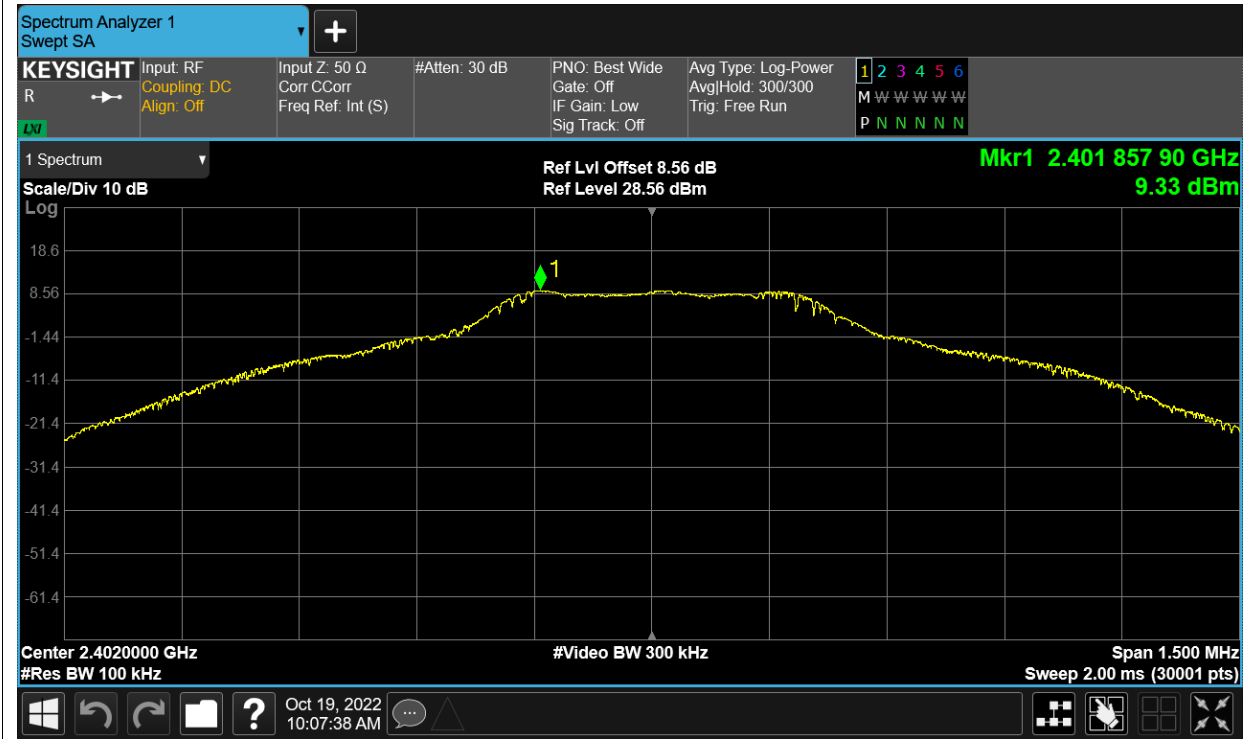 Spectrum Analyzer 1
Swept SA
+
KEYSIGHT
R
LXI
Input: RF
Coupling: DC
Align: Off
Input Z: 50 Ω
Corr CCorr
Freq Ref: Int (S)
#Atten: 30 dB
PNO: Best Wide
Gate: Off
IF Gain: Low
Sig Track: Off
Avg Type: Log-Power
Avg|Hold: 300/300
Trig: Free Run
1 2 3 4 5 6
M W W W W W
P N N N N N N
1 Spectrum
Scale/Div 10 dB
Log
Ref Lvl Offset 8.56 dB
Ref Level 28.56 dBm
Mkr1 2.401 857 90 GHz
9.33 dBm
1
18.6
8.56
-1.44
-11.4
-21.4
-31.4
-41.4
-51.4
-61.4
Center 2.4020000 GHz
#Res BW 100 kHz
#Video BW 300 kHz
Span 1.500 MHz
Sweep 2.00 ms (30001 pts)
?
Oct 19, 2022
10:07:38 AM